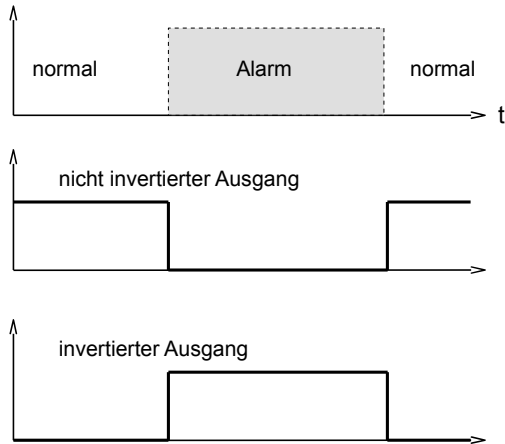 normal Alarm normal
t
nicht invertierter Ausgang
invertierter Ausgang